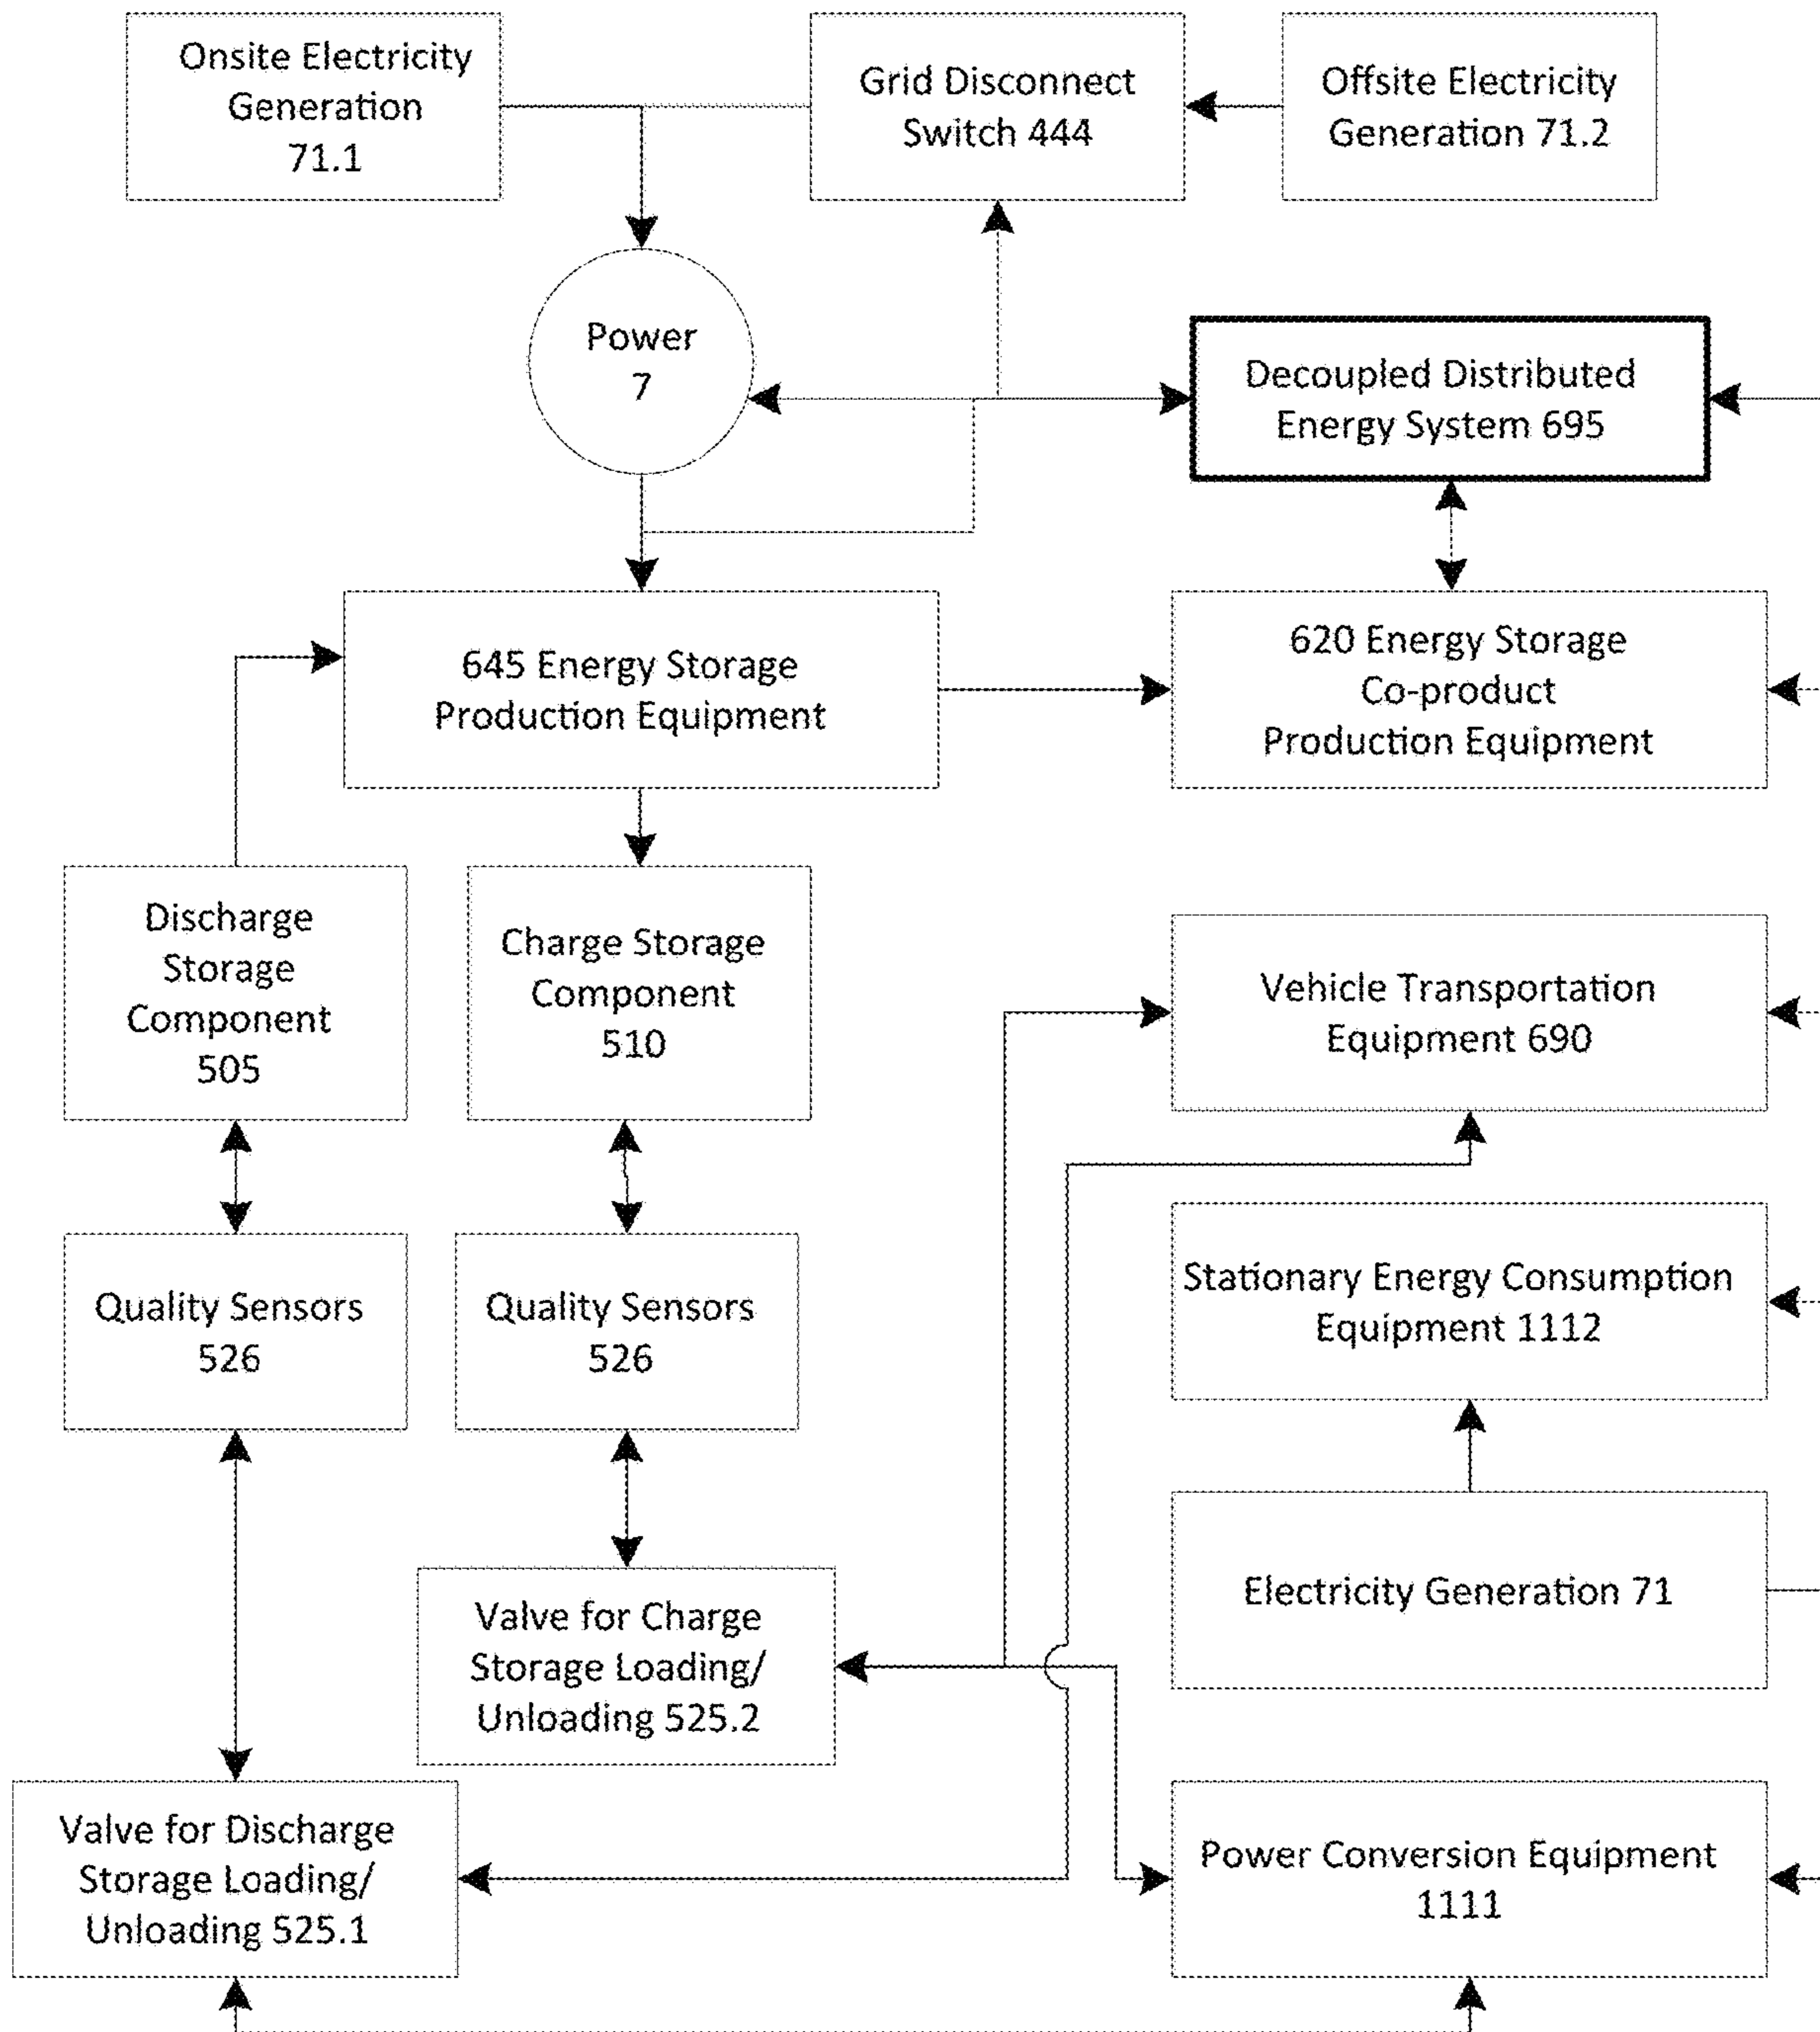 Onsite Electricity
Generation
71.1
Grid Disconnect
Switch 444
Offsite Electricity
Generation 71.2
Power
7
Decoupled Distributed
Energy System 695
645 Energy Storage
Production Equipment
620 Energy Storage
Co-product
Production Equipment
Discharge
Storage
Component
505
Charge Storage
Component
510
Vehicle Transportation
Equipment 690
Quality Sensors
526
Quality Sensors
526
Stationary Energy Consumption
Equipment 1112
Valve for Charge
Storage Loading/
Unloading 525.2
Electricity Generation 71
Valve for Discharge
Storage Loading/
Unloading 525.1
Power Conversion Equipment
1111